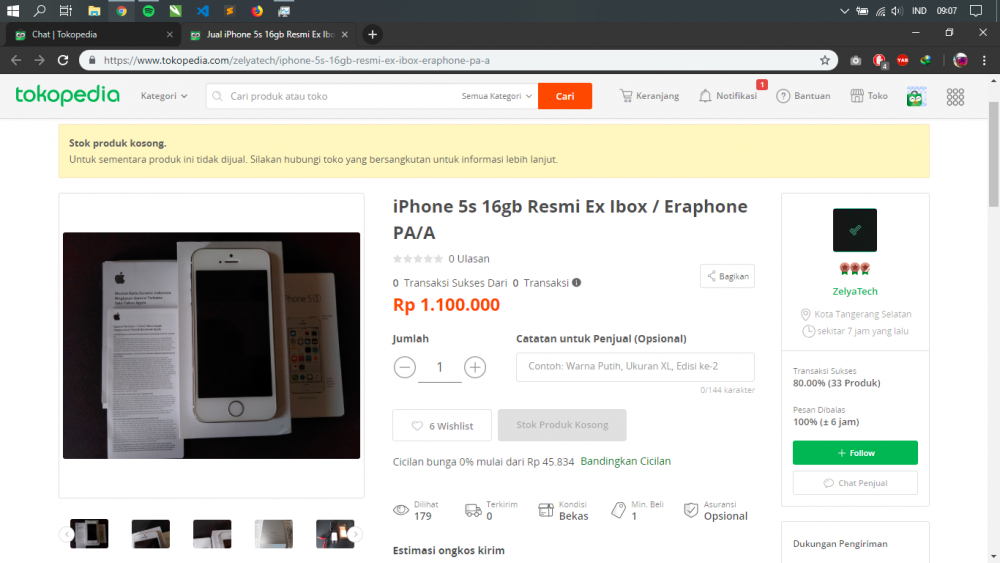 IND
09:07
Chat | Tokopedia
Jual iPhone 5s 16gb Resmi Ex Ibo
https://www.tokopedia.com/zelyatech/iphone-5s-16gb-resmi-ex-ibox-eraphone-pa-a
4
YAB
tokopedia
Kategori
Cari produk atau toko
Semua Kategori
Cari
Keranjang
Notifikasi
1
Bantuan
Toko
Stok produk kosong.
Untuk sementara produk ini tidak dijual. Silakan hubungi toko yang bersangkutan untuk informasi lebih lanjut.
iPhone 5s 16gb Resmi Ex Ibox / Eraphone
PA/A
0 Ulasan
0 Transaksi Sukses Dari 0 Transaksi
Bagikan
Rp 1.100.000
Jumlah
Catatan untuk Penjual (Opsional)
1
Contoh: Warna Putih, Ukuran XL, Edisi ke-2
0/144 karakter
6 Wishlist
Stok Produk Kosong
Cicilan bunga 0% mulai dari Rp 45.834 Bandingkan Cicilan
Dilihat
179
Terkirim
0
Kondisi
Bekas
Min. Beli
1
Asuransi
Opsional
Estimasi ongkos kirim
ZelyaTech
Kota Tangerang Selatan
sekitar 7 jam yang lalu
Transaksi Sukses
80.00% (33 Produk)
Pesan Dibalas
100% (± 6 jam)
+ Follow
Chat Penjual
Dukungan Pengiriman